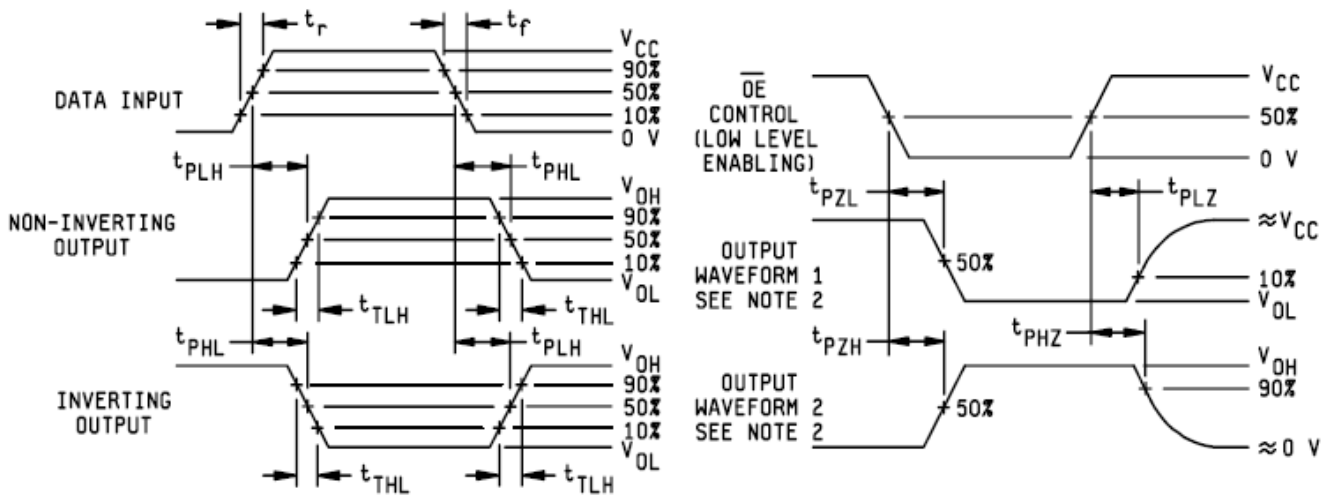 tr
tf
VCC
90%
DATA INPUT
50%
10%
0 V
tPLH
tPHL
VOH
90%
NON-INVERTING
OUTPUT
50%
10%
VOL
tTLH
tTHL
tPHL
tPLH
VOH
90%
INVERTING
OUTPUT
50%
10%
VOL
tTHL
tTLH
OE
CONTROL
(LOW LEVEL
ENABLING)
VCC
50%
0 V
tPZL
tPLZ
≈VCC
OUTPUT
WAVEFORM 1
SEE NOTE 2
50%
10%
VOL
tPZH
tPHZ
VOH
OUTPUT
WAVEFORM 2
SEE NOTE 2
50%
90%
≈0 V